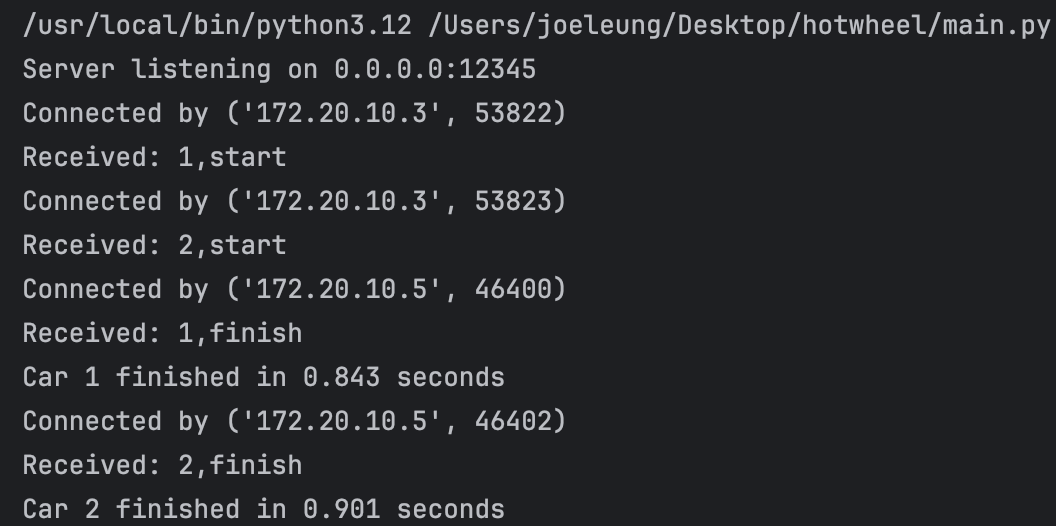 /usr/local/bin/python3.12 /Users/joeleung/Desktop/hotwheel/main.py
Server listening on 0.0.0.0:12345
Connected by ('172.20.10.3', 53822)
Received: 1,start
Connected by ('172.20.10.3', 53823)
Received: 2,start
Connected by ('172.20.10.5', 46400)
Received: 1,finish
Car 1 finished in 0.843 seconds
Connected by ('172.20.10.5', 46402)
Received: 2,finish
Car 2 finished in 0.901 seconds